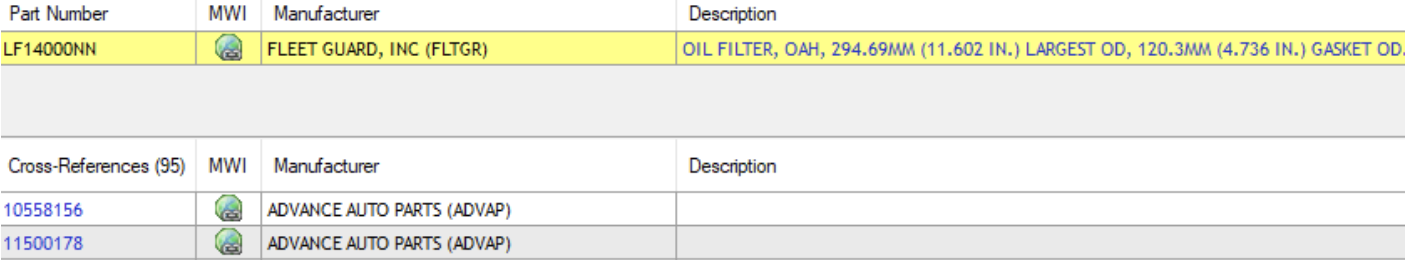 Part Number MWI Manufacturer Description
LF14000NN FLEET GUARD, INC (FLTGR) OIL FILTER, OAH, 294.69MM (11.602 IN.) LARGEST OD, 120.3MM (4.736 IN.) GASKET OD.
Cross-References (95) MWI Manufacturer Description
10558156 ADVANCE AUTO PARTS (ADVAP)
11500178 ADVANCE AUTO PARTS (ADVAP)